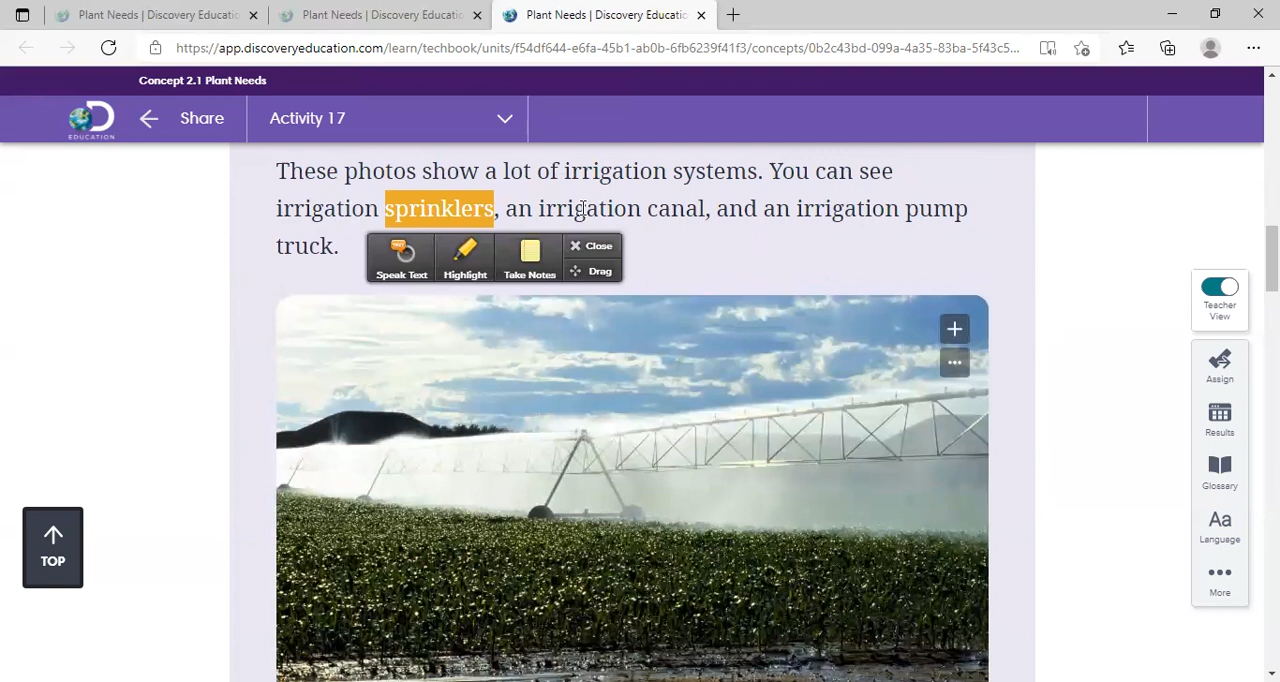 Plant Needs | Discovery Educatio
Plant Needs | Discovery Educatio
Plant Needs | Discovery Educatio
https://app.discoveryeducation.com/learn/techbook/units/f54df644-e6fa-45b1-ab0b-6fb6239f41f3/concepts/0b2c43bd-099a-4a35-83ba-5f43c5...
Concept 2.1 Plant Needs
EDUCATION
Share
Activity 17
These photos show a lot of irrigation systems. You can see
irrigation sprinklers, an irrigation canal, and an irrigation pump
truck.
Speak Text
Highlight
Take Notes
Close
Drag
Teacher
View
Assign
Results
Glossary
Aa
Language
More
TOP